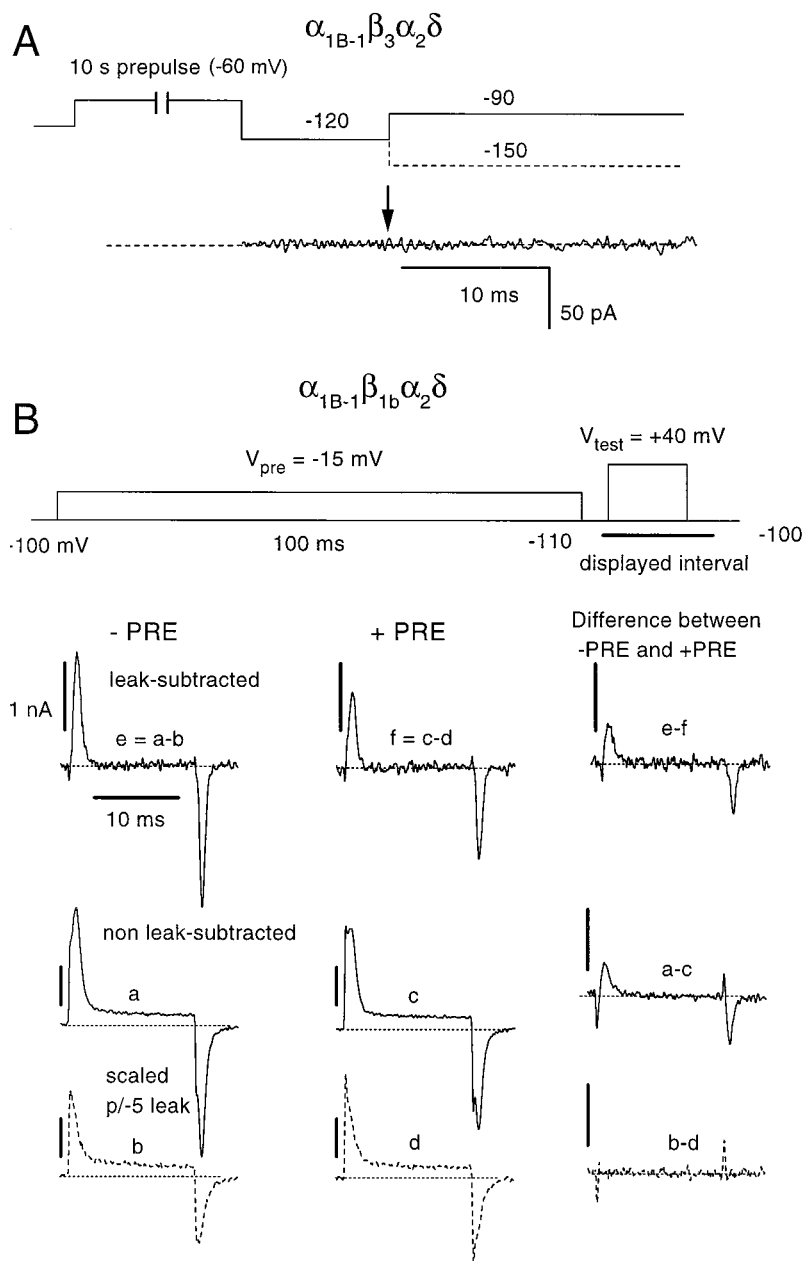 A
α1B-1β3α2δ
10 s prepulse (-60 mV)
-120
-90
-150
10 ms
50 pA
B
α1B-1β1bα2δ
Vpre = -15 mV
Vtest = +40 mV
-100 mV
100 ms
-110
-100
displayed interval
- PRE
+ PRE
Difference between
-PRE and +PRE
leak-subtracted
1 nA
e = a-b
f = c-d
e-f
10 ms
non leak-subtracted
a
c
a-c
scaled
p/-5 leak
b
d
b-d